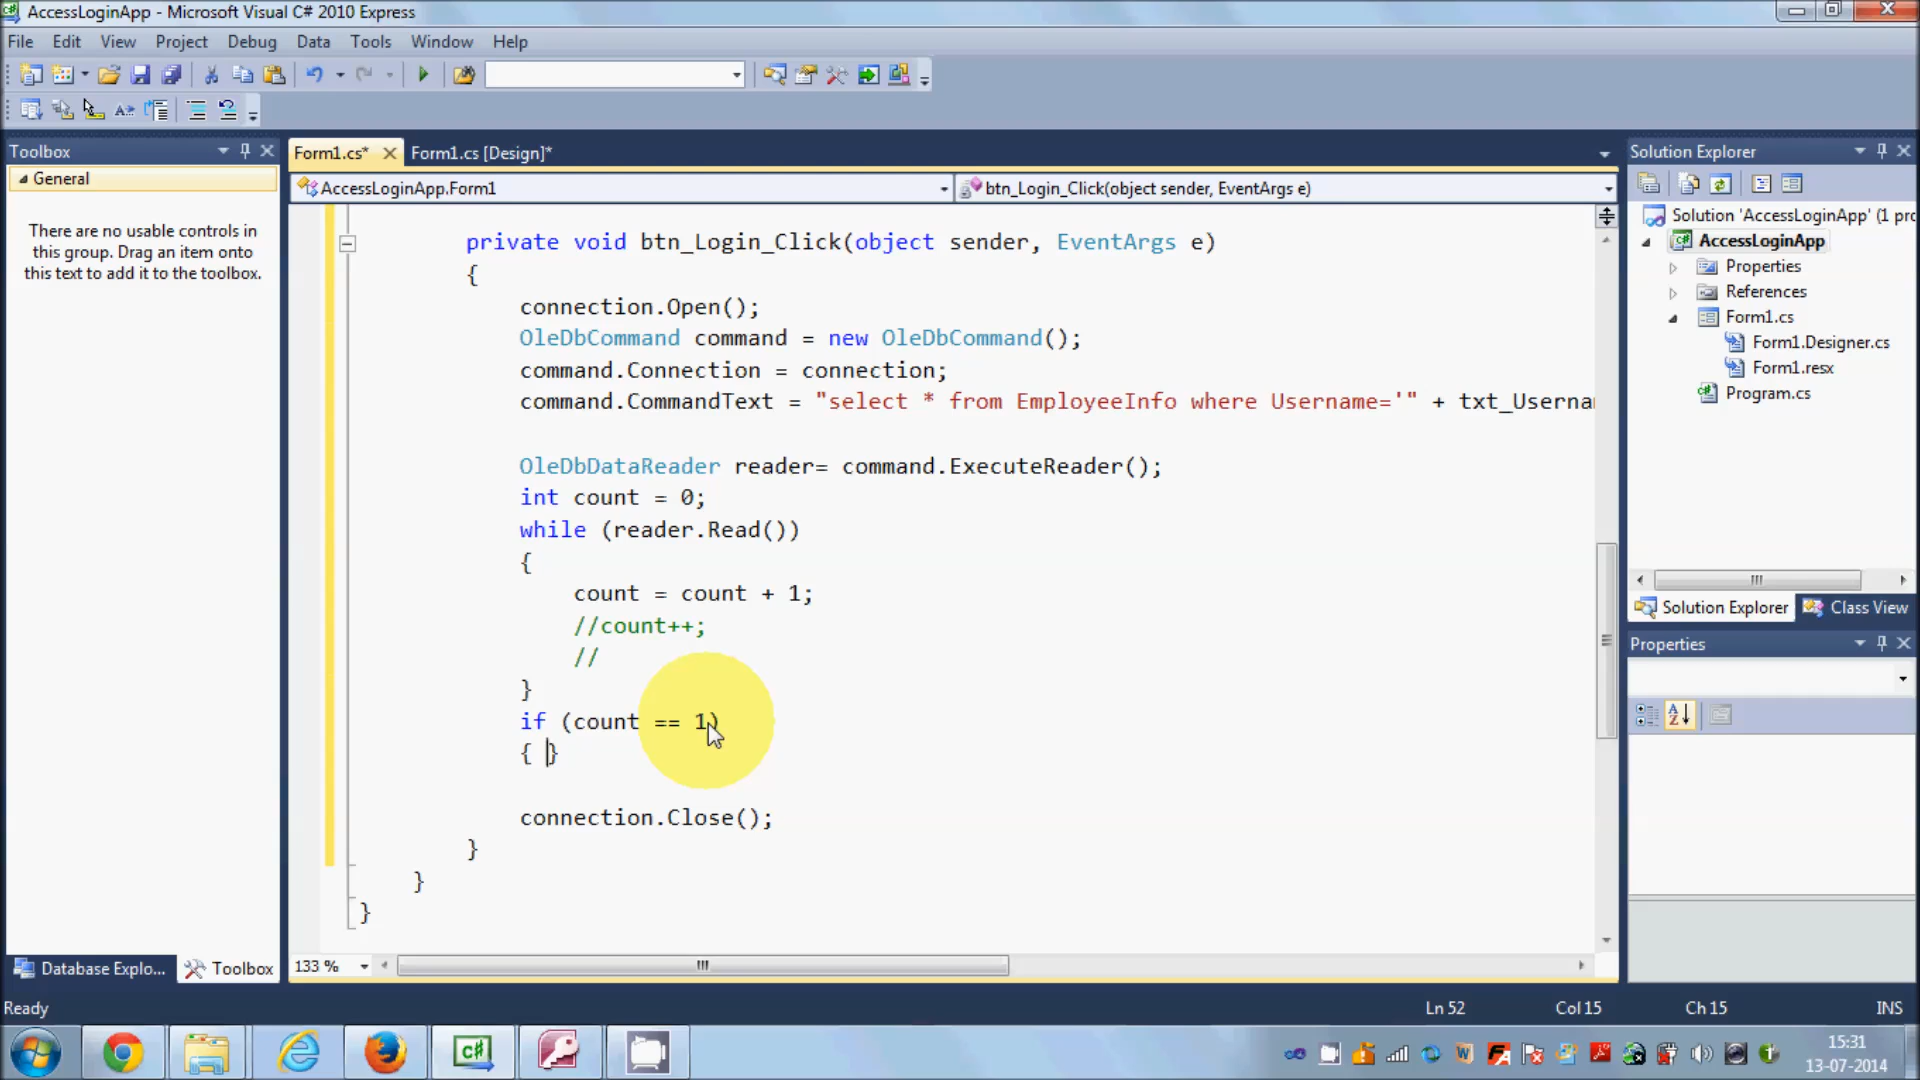 AccessLoginApp - Microsoft Visual C# 2010 Express
File Edit View Project Debug Data Tools Window Help
Toolbox
General
There are no usable controls in
this group. Drag an item onto
this text to add it to the toolbox.
Database Explo... Toolbox
Form1.cs* Form1.cs [Design]*
AccessLoginApp.Form1 btn_Login_Click(object sender, EventArgs e)
private void btn_Login_Click(object sender, EventArgs e)
{
connection.Open();
OleDbCommand command = new OleDbCommand();
command.Connection = connection;
command.CommandText = "select * from EmployeeInfo where Username='" + txt_Userna
OleDbDataReader reader= command.ExecuteReader();
int count = 0;
while (reader.Read())
{
count = count + 1;
//count++;
//
}
if (count == 1)
{ }
connection.Close();
}
}
}
133 %
Solution Explorer
Solution 'AccessLoginApp' (1 pro
AccessLoginApp
Properties
References
Form1.cs
Form1.Designer.cs
Form1.resx
Program.cs
Solution Explorer Class View
Properties
Ready Ln 52 Col 15 Ch 15 INS
15:31
13-07-2014